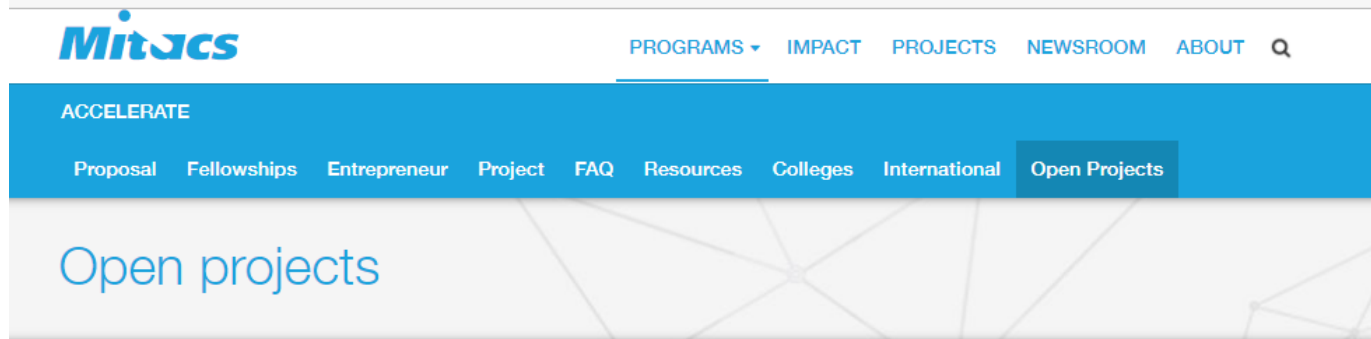 Mitacs
PROGRAMS IMPACT PROJECTS NEWSROOM ABOUT
ACCELERATE
Proposal Fellowships Entrepreneur Project FAQ Resources Colleges International Open Projects
Open projects